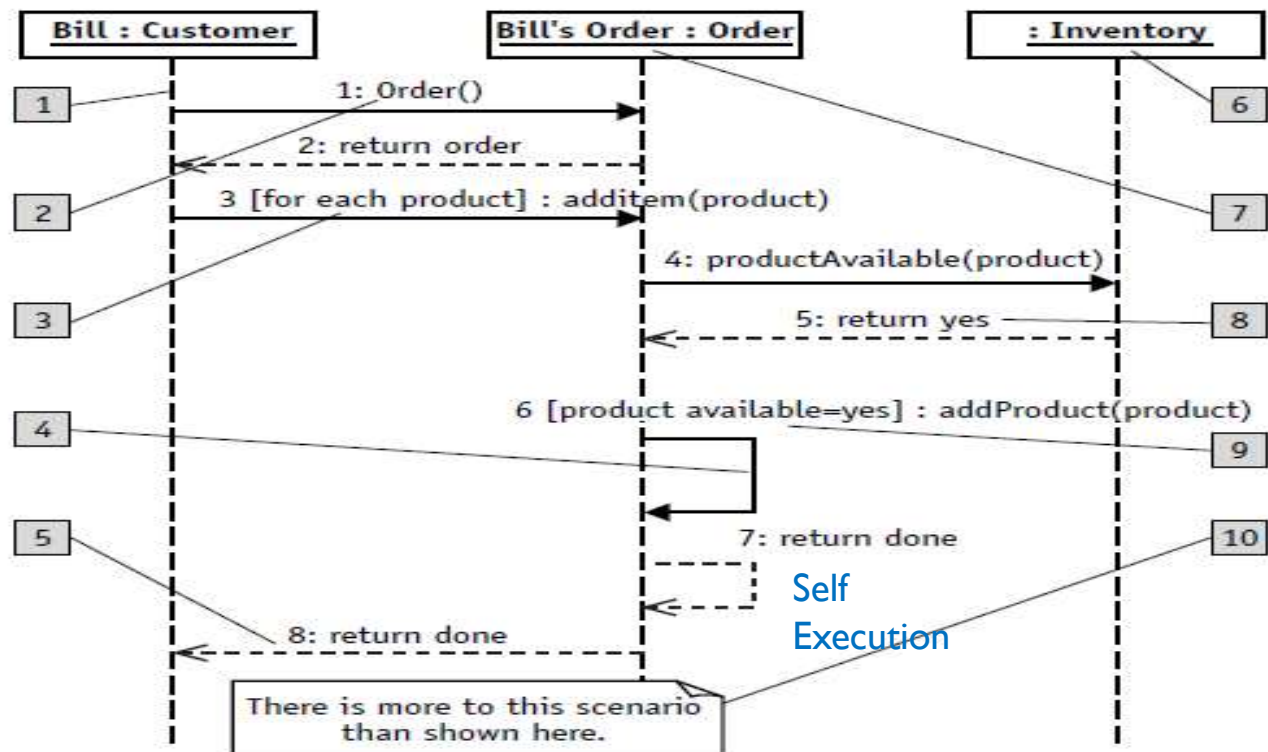 Bill : Customer
Bill's Order : Order
: Inventory
1
1: Order()
6
2: return order
2
3 [for each product] : additem(product)
7
4: productAvailable(product)
3
5: return yes
8
6 [product available=yes] : addProduct(product)
4
9
5
7: return done
10
Self
Execution
8: return done
There is more to this scenario
than shown here.